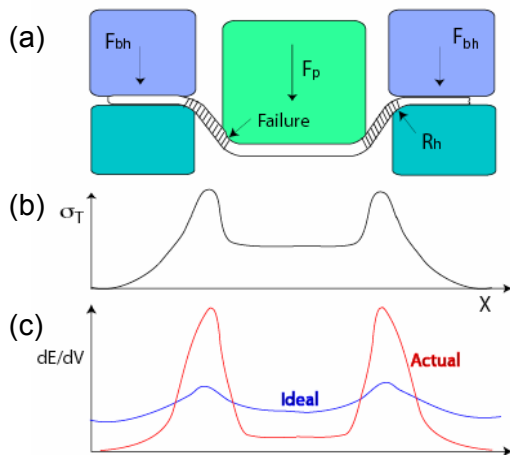 (a)
Fbh
Fp
Fbh
Failure
Rh
(b)
σT
X
(c)
dE/dV
Actual
Ideal